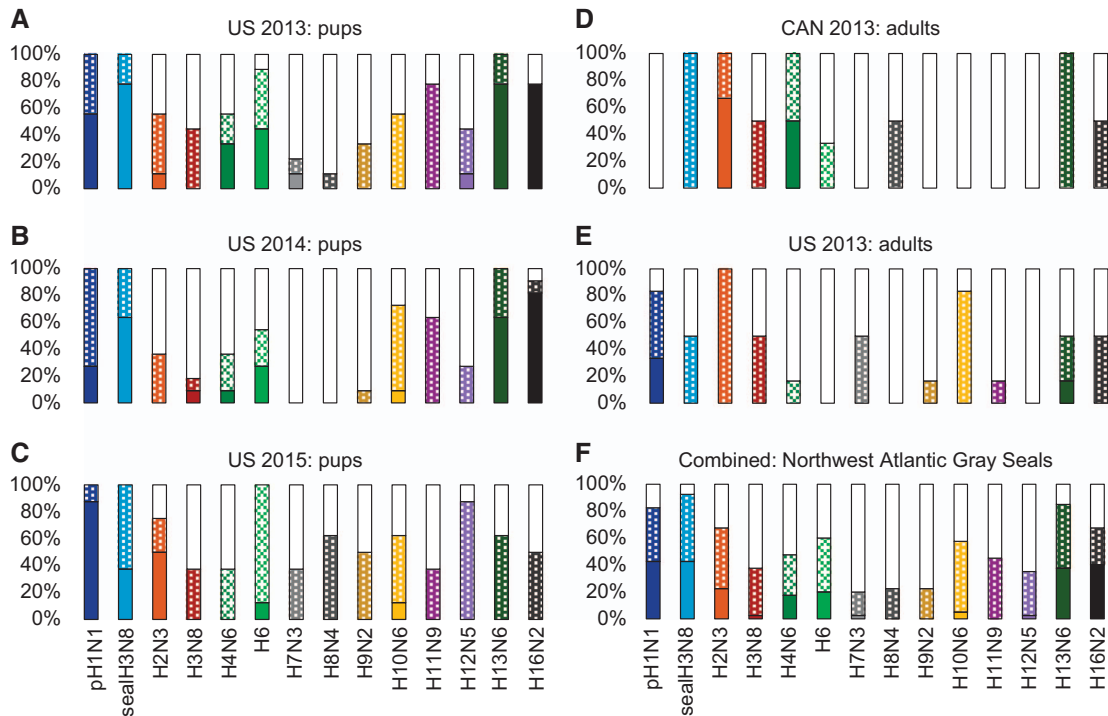 A
US 2013: pups
100%
80%
60%
40%
20%
0%
B
US 2014: pups
100%
80%
60%
40%
20%
0%
C
US 2015: pups
100%
80%
60%
40%
20%
0%
pH1N1
sealH3N8
H2N3
H3N8
H4N6
H6
H7N3
H8N4
H9N2
H10N6
H11N9
H12N5
H13N6
H16N2
D
CAN 2013: adults
100%
80%
60%
40%
20%
0%
E
US 2013: adults
100%
80%
60%
40%
20%
0%
F
Combined: Northwest Atlantic Gray Seals
100%
80%
60%
40%
20%
0%
pH1N1
sealH3N8
H2N3
H3N8
H4N6
H6
H7N3
H8N4
H9N2
H10N6
H11N9
H12N5
H13N6
H16N2